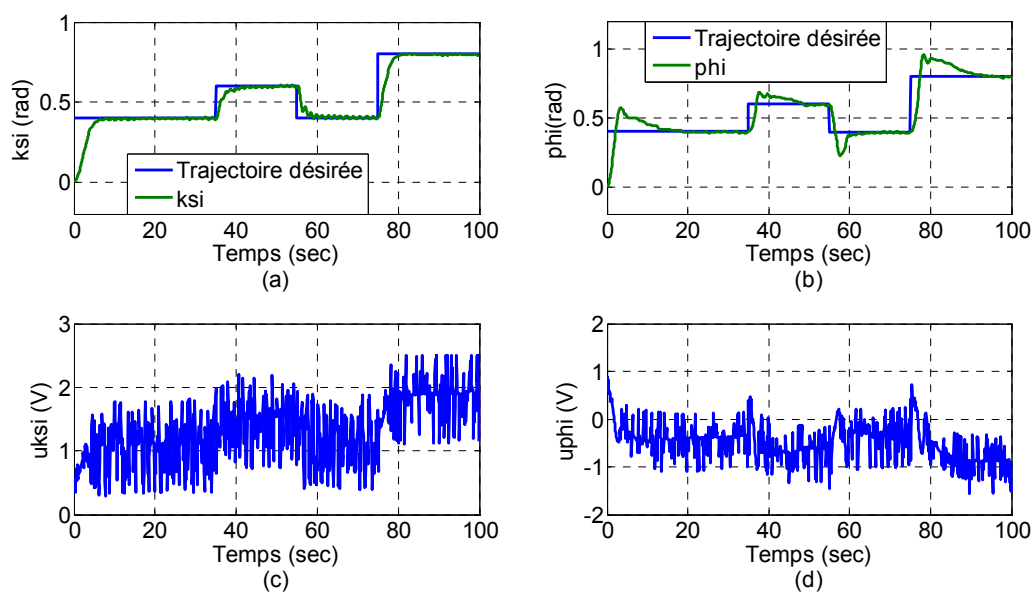 1
0.5
0
ksi (rad)
Trajectoire désirée
ksi
0 20 40 60 80 100
Temps (sec)
(a)
1
0.5
0
phi(rad)
Trajectoire désirée
phi
0 20 40 60 80 100
Temps (sec)
(b)
3
2
1
0
uksi (V)
0 20 40 60 80 100
Temps (sec)
(c)
2
1
0
-1
-2
uphi (V)
0 20 40 60 80 100
Temps (sec)
(d)